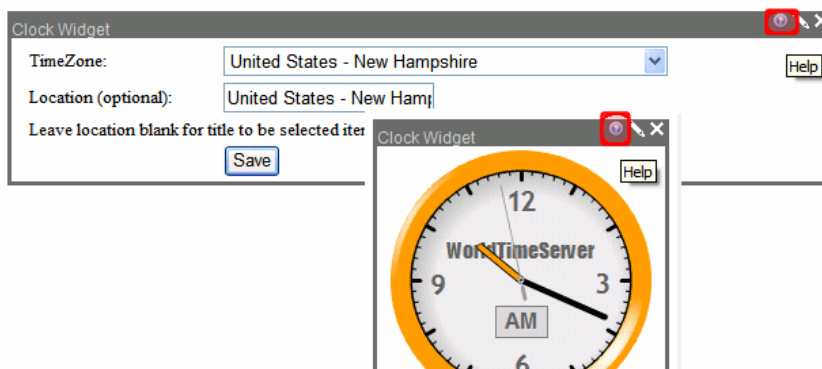 Clock Widget
TimeZone:
United States - New Hampshire
Help
Location (optional):
United States - New Hamp
Leave location blank for title to be selected iter
Save
Clock Widget
Help
12
WorldTimeServer
9
3
AM
6